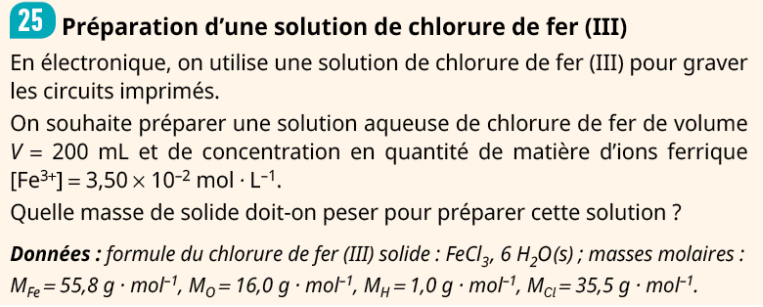 25 Préparation d'une solution de chlorure de fer (III)
En électronique, on utilise une solution de chlorure de fer (III) pour graver
les circuits imprimés.
On souhaite préparer une solution aqueuse de chlorure de fer de volume
V = 200 mL et de concentration en quantité de matière d'ions ferrique
[Fe³⁺] = 3,50 × 10⁻² mol · L⁻¹.
Quelle masse de solide doit-on peser pour préparer cette solution ?
Données : formule du chlorure de fer (III) solide : FeCl₃, 6 H₂O(s) ; masses molaires :
M_Fe = 55,8 g · mol⁻¹, M_O = 16,0 g · mol⁻¹, M_H = 1,0 g · mol⁻¹, M_Cl = 35,5 g · mol⁻¹.